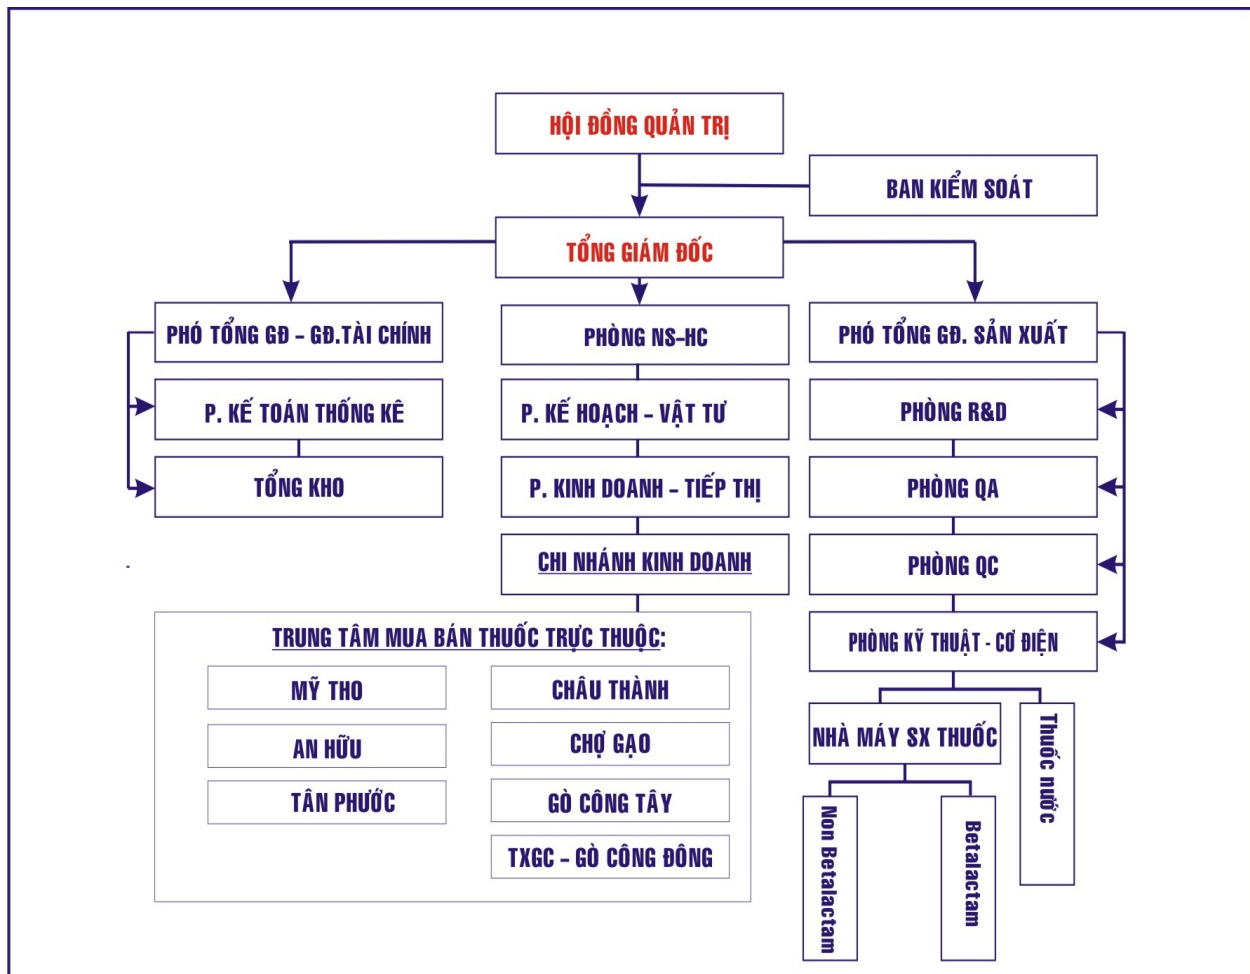 HỘI ĐỒNG QUẢN TRỊ
BAN KIỂM SOÁT
TỔNG GIÁM ĐỐC
PHÓ TỔNG GĐ – GĐ.TÀI CHÍNH
PHÒNG NS–HC
PHÓ TỔNG GĐ. SẢN XUẤT
P. KẾ TOÁN THỐNG KÊ
P. KẾ HOẠCH – VẬT TƯ
PHÒNG R&D
TỔNG KHO
P. KINH DOANH – TIẾP THỊ
PHÒNG QA
CHI NHÁNH KINH DOANH
PHÒNG QC
TRUNG TÂM MUA BÁN THUỐC TRỰC THUỘC:
PHÒNG KỸ THUẬT - CƠ ĐIỆN
MỸ THO
CHÂU THÀNH
AN HỮU
CHỢ GẠO
TÂN PHƯỚC
GÒ CÔNG TÂY
TXGC – GÒ CÔNG ĐÔNG
NHÀ MÁY SX THUỐC
Thuốc nước
Non Betalactam
Betalactam